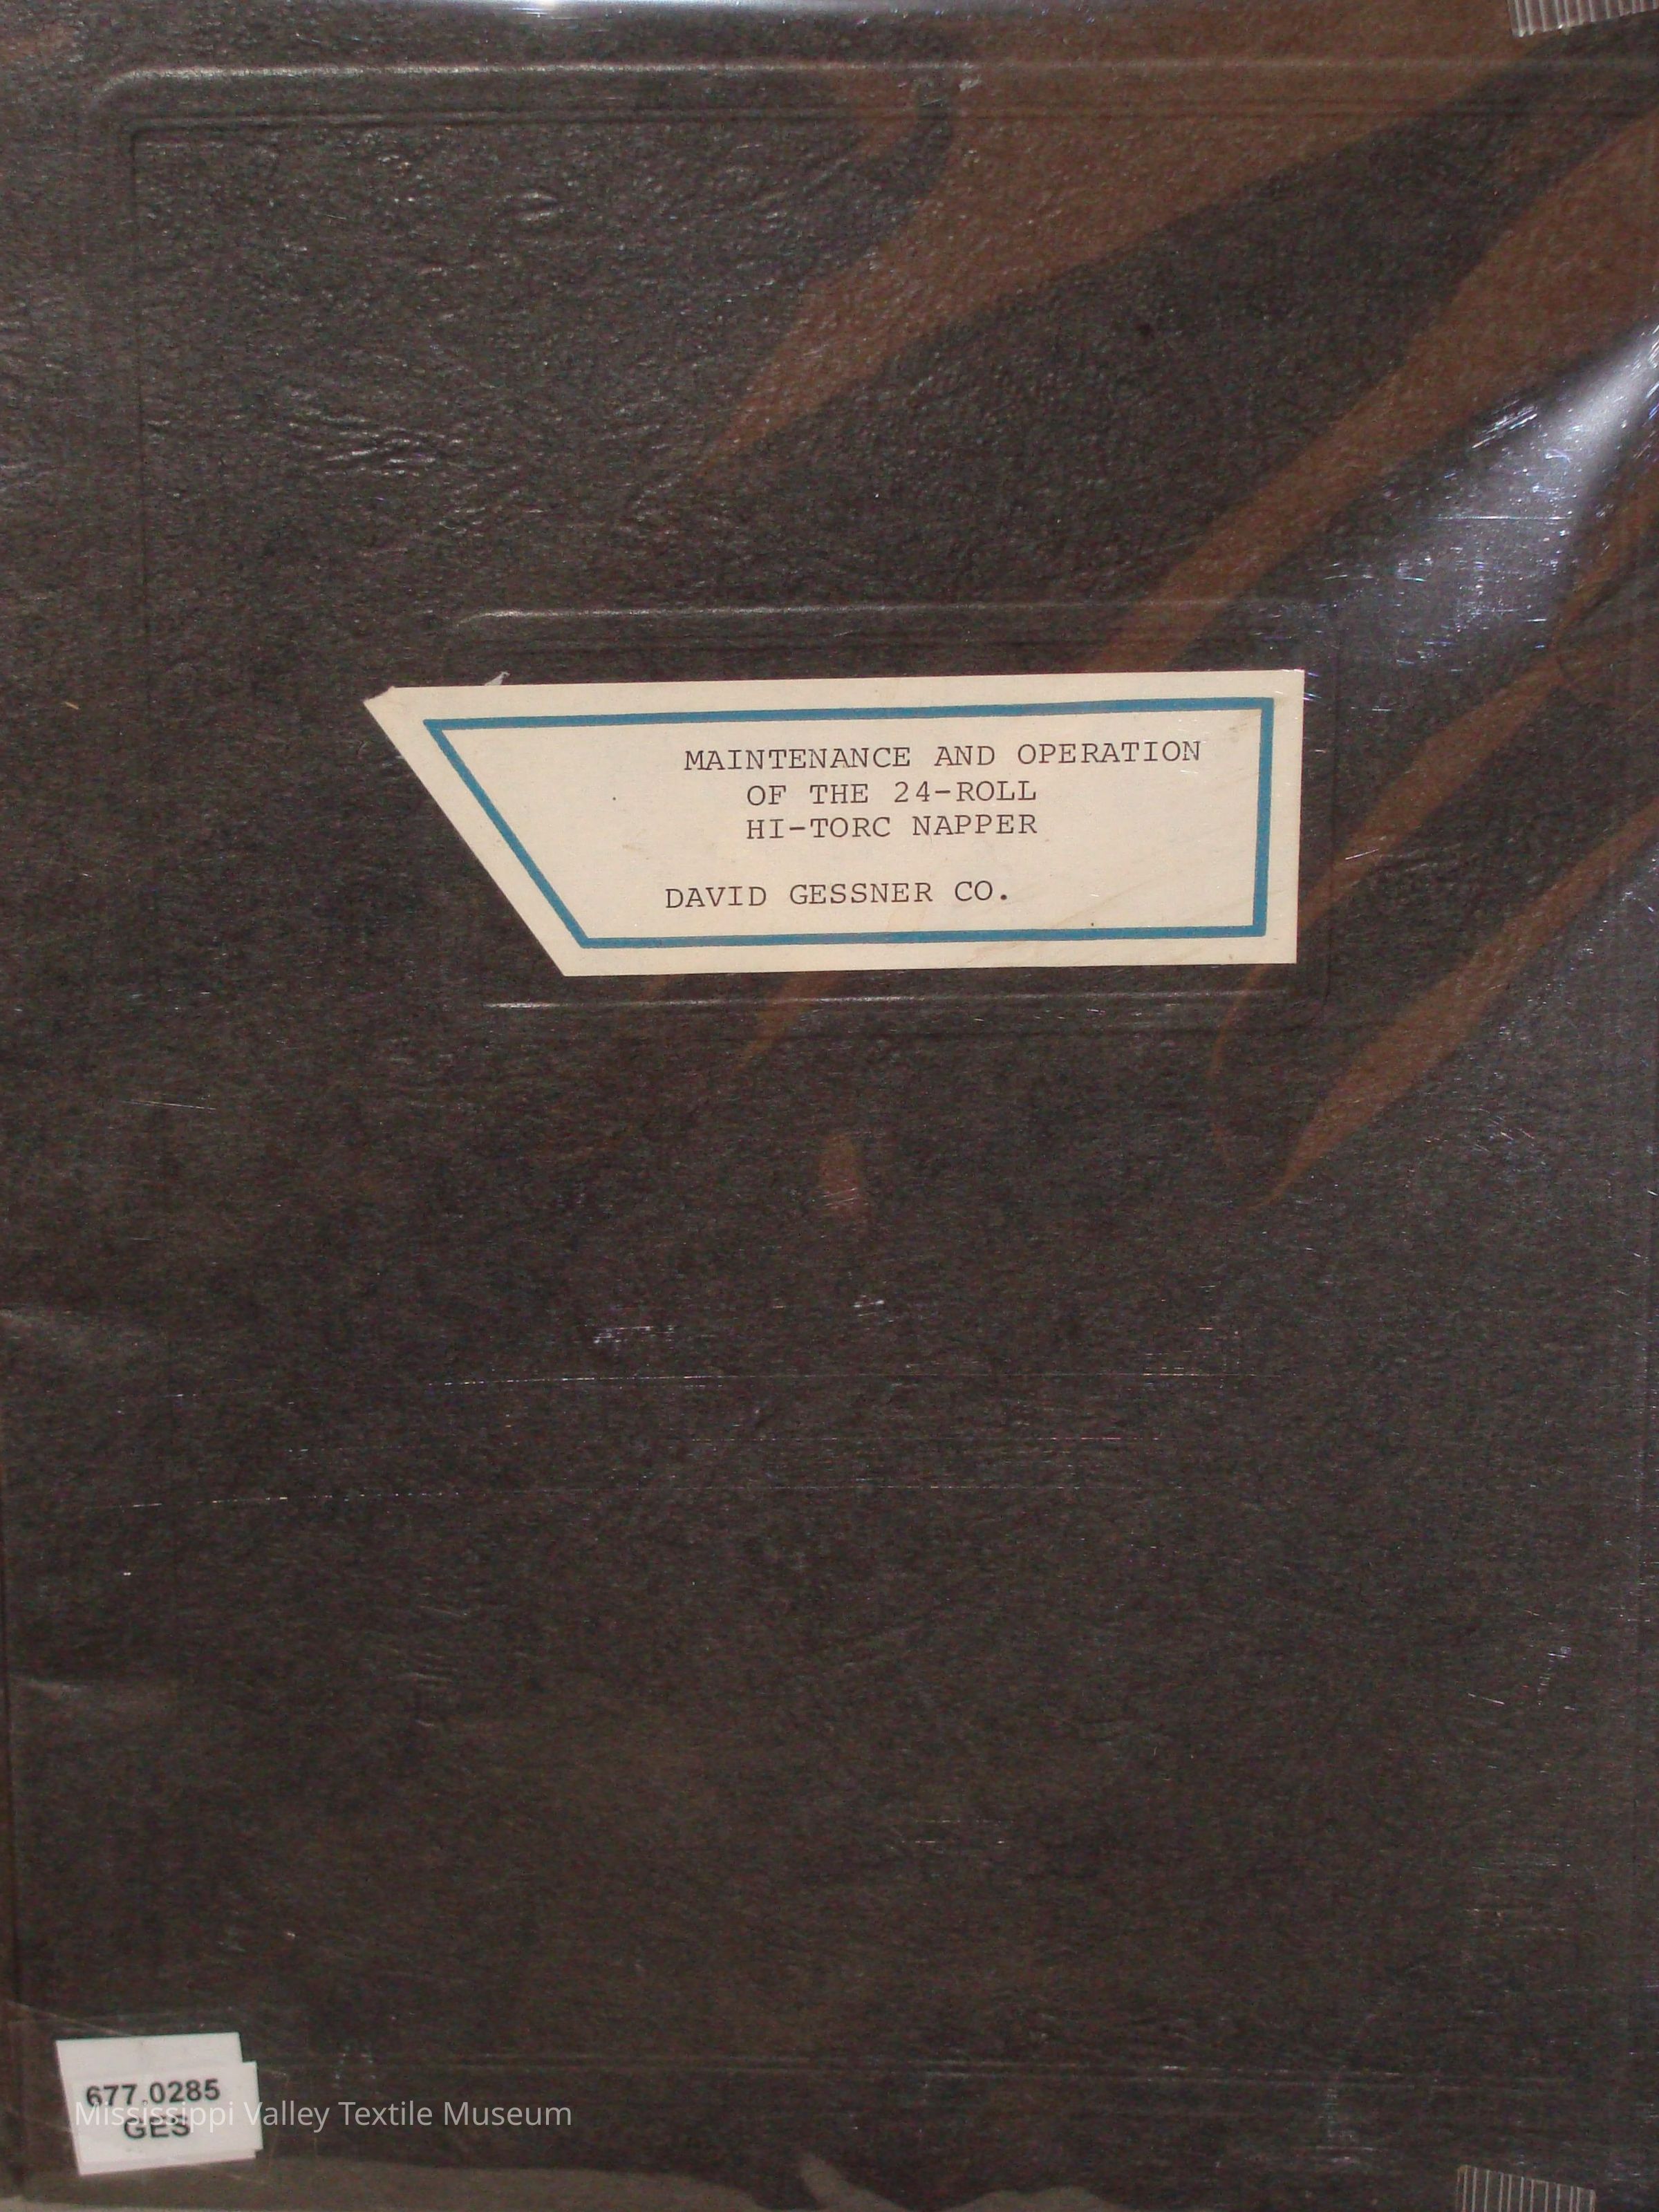 MAINTENANCE AND OPERATION
OF THE 24-ROLL
HI-TORC NAPPER
DAVID GESSNER CO.
677.0285
GES
Mississippi Valley Textile Museum